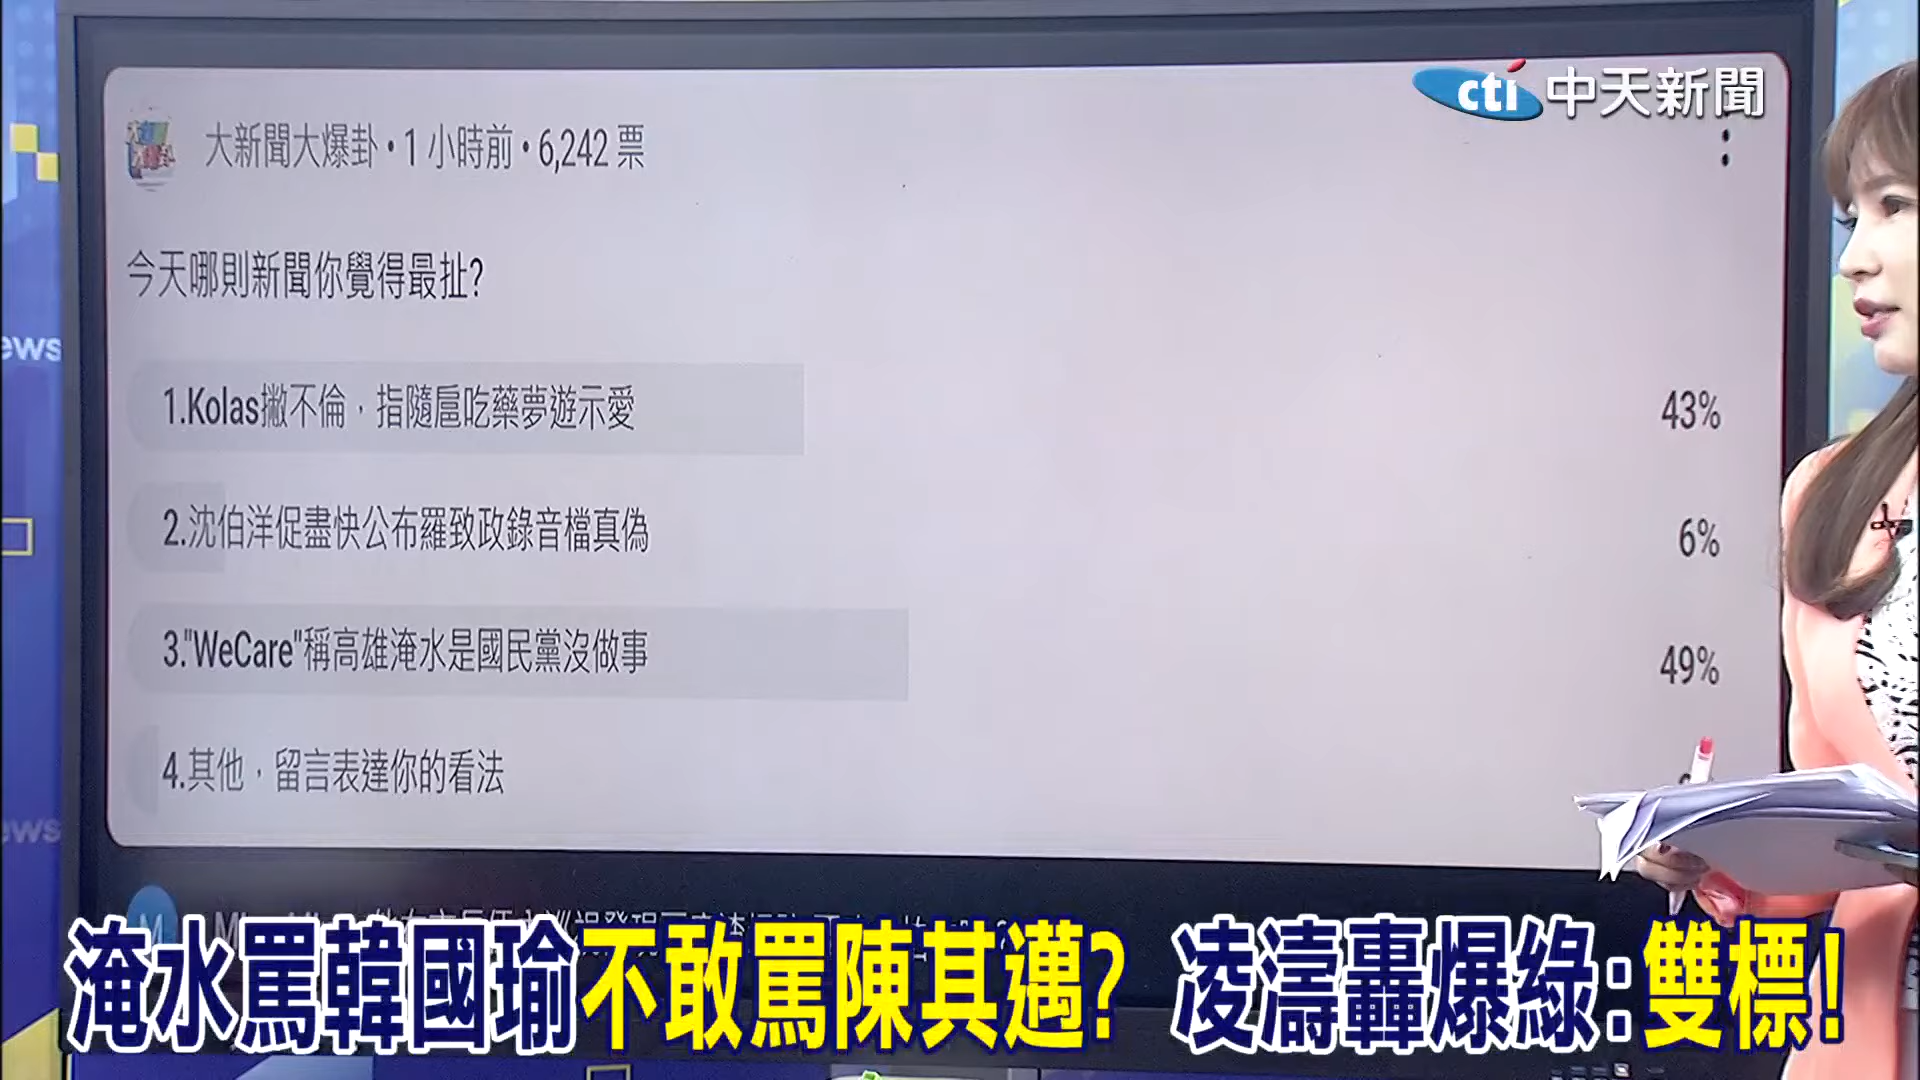 cti 中天新聞
大新聞大爆卦 • 1 小時前 • 6,242 票
今天哪則新聞你覺得最扯?
1.Kolas撇不倫，指隨扈吃藥夢遊示愛 43%
2.沈伯洋促盡快公布羅致政錄音檔真偽 6%
3."WeCare"稱高雄淹水是國民黨沒做事 49%
4.其他，留言表達你的看法
ews
ews
M
淹水罵韓國瑜不敢罵陳其邁? 凌濤轟爆綠:雙標!